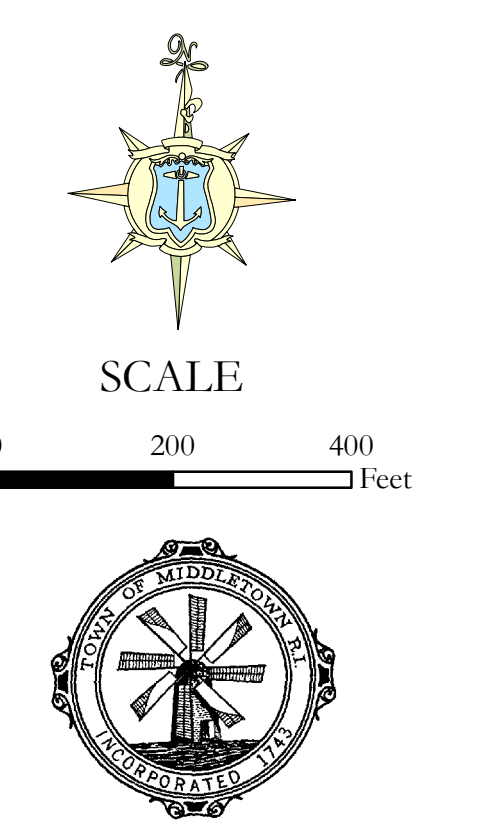 N
SCALE
0 200 400
Feet
TOWN OF MIDDLETOWN R.I.
INCORPORATED 1743